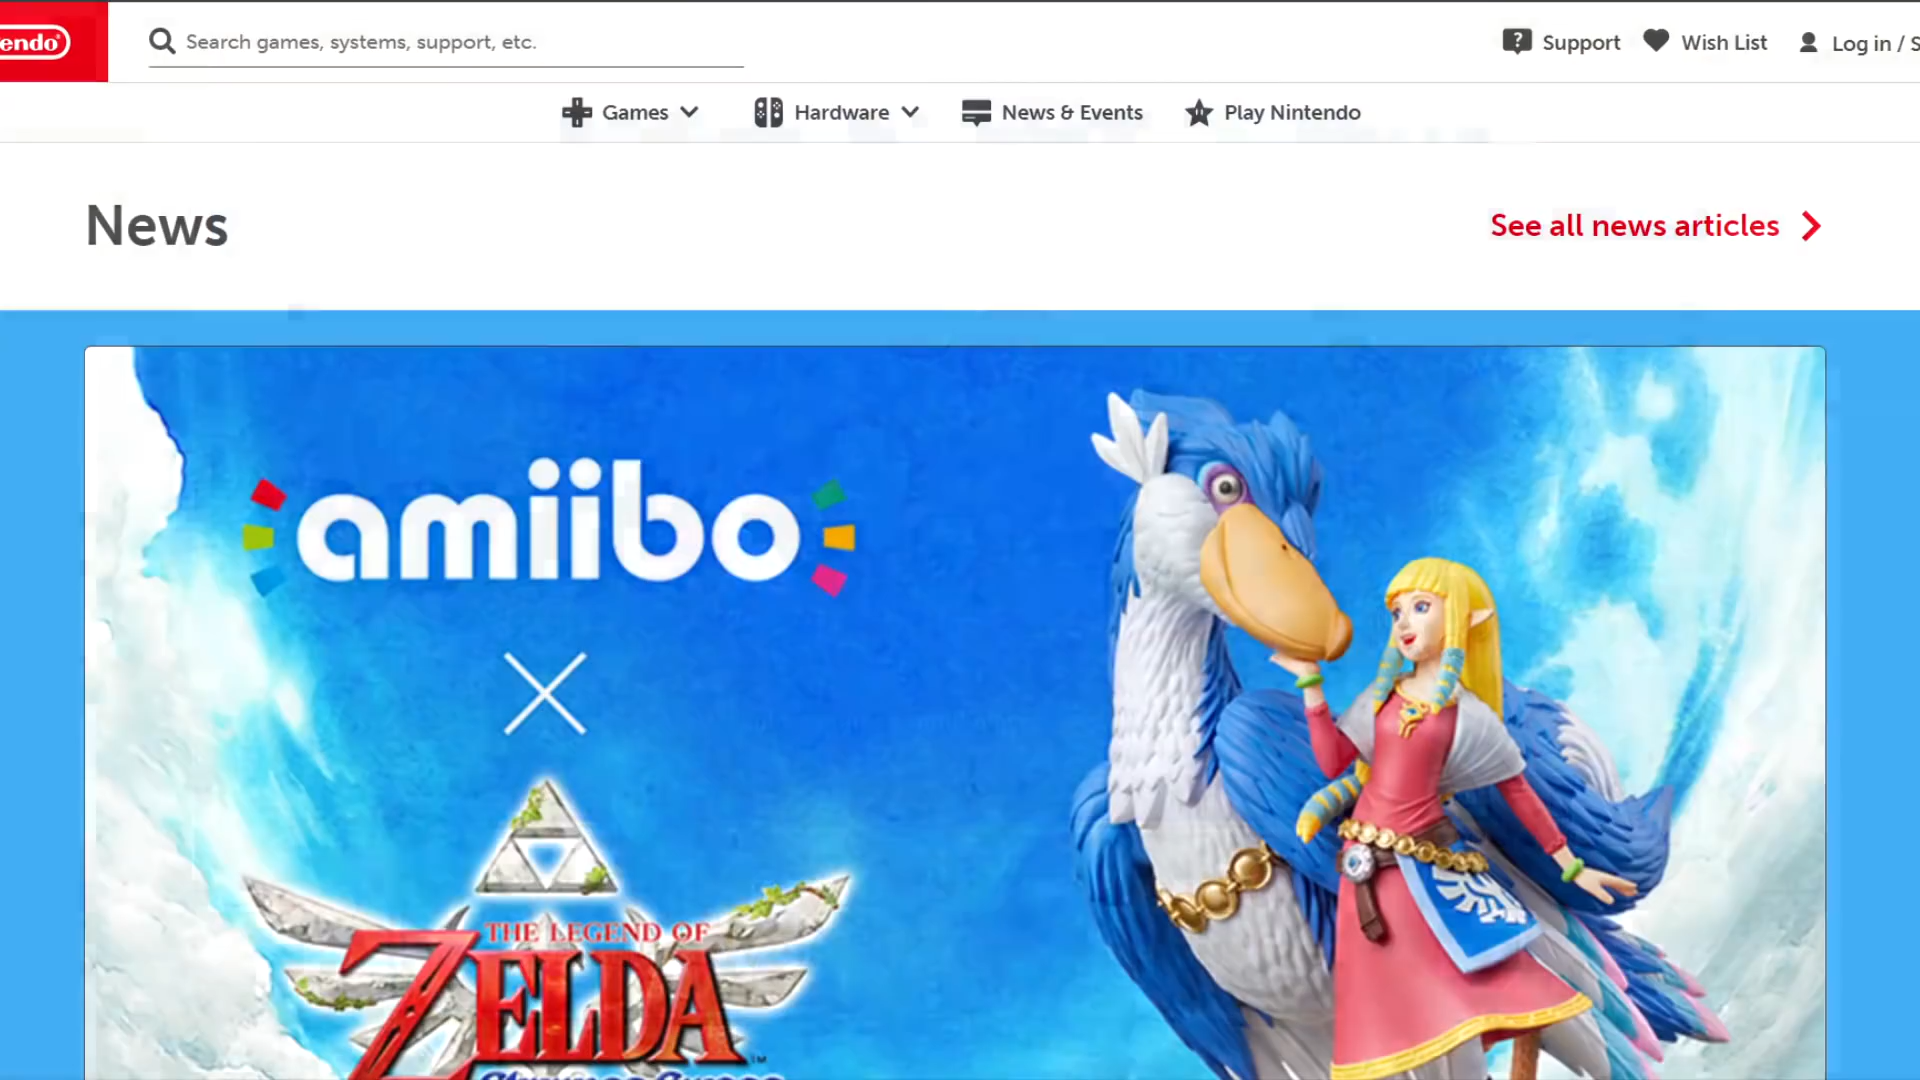 endo
Search games, systems, support, etc.
Support
Wish List
Log in / S
Games
Hardware
News & Events
Play Nintendo
News
See all news articles
amiibo
THE LEGEND OF
ZELDA
TM